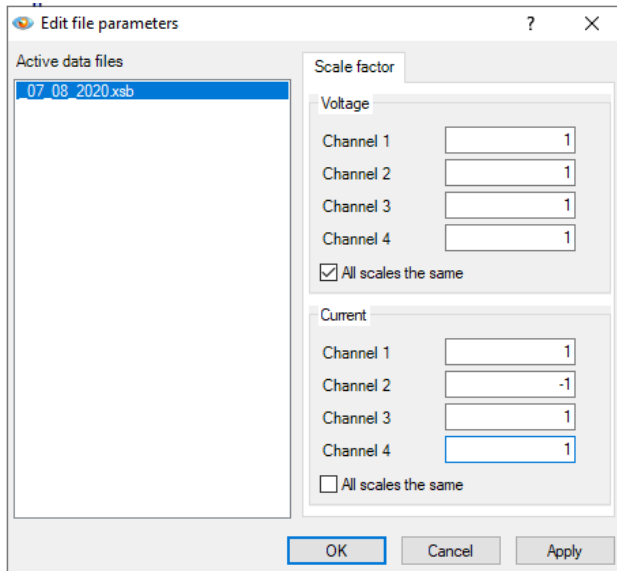 Edit file parameters
?
Active data files
_07_08_2020.xsb
Scale factor
Voltage
Channel 1 1
Channel 2 1
Channel 3 1
Channel 4 1
All scales the same
Current
Channel 1 1
Channel 2 -1
Channel 3 1
Channel 4 1
All scales the same
OK Cancel Apply